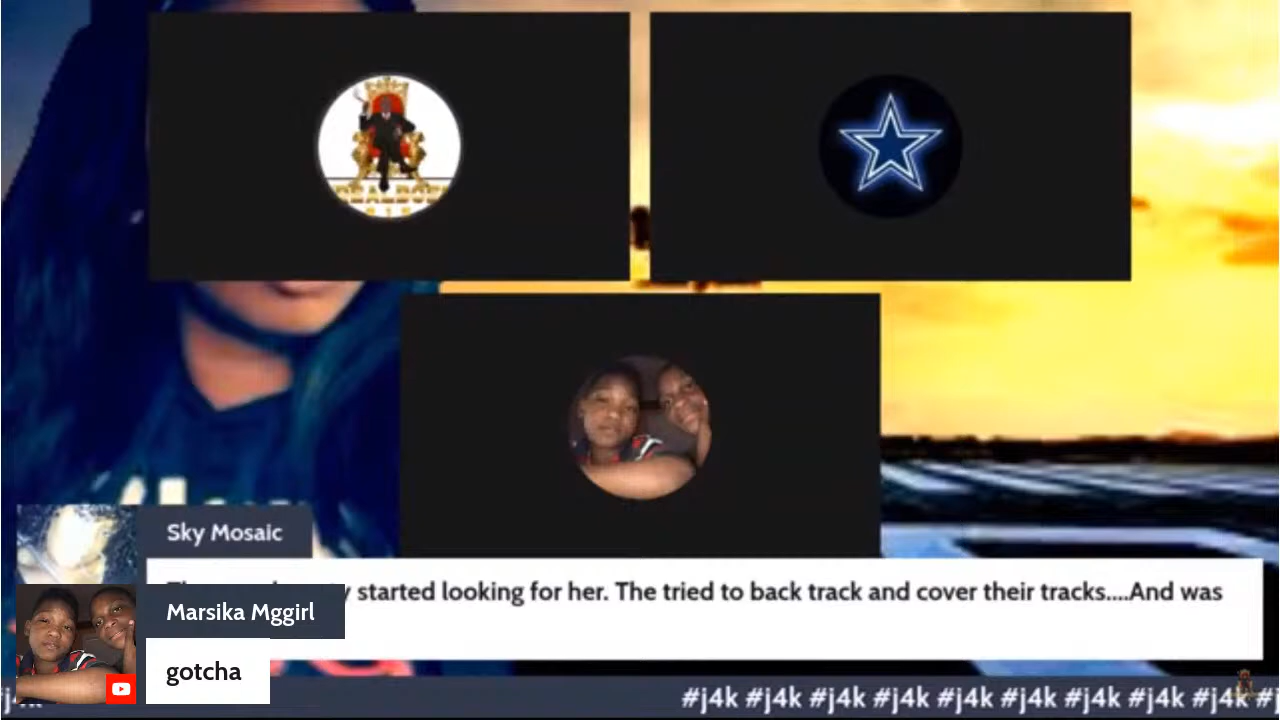 Sky Mosaic
started looking for her. The tried to back track and cover their tracks....And was
Marsika Mggirl
gotcha
#j4k #j4k #j4k #j4k #j4k #j4k #j4k #j4k #j4k #j